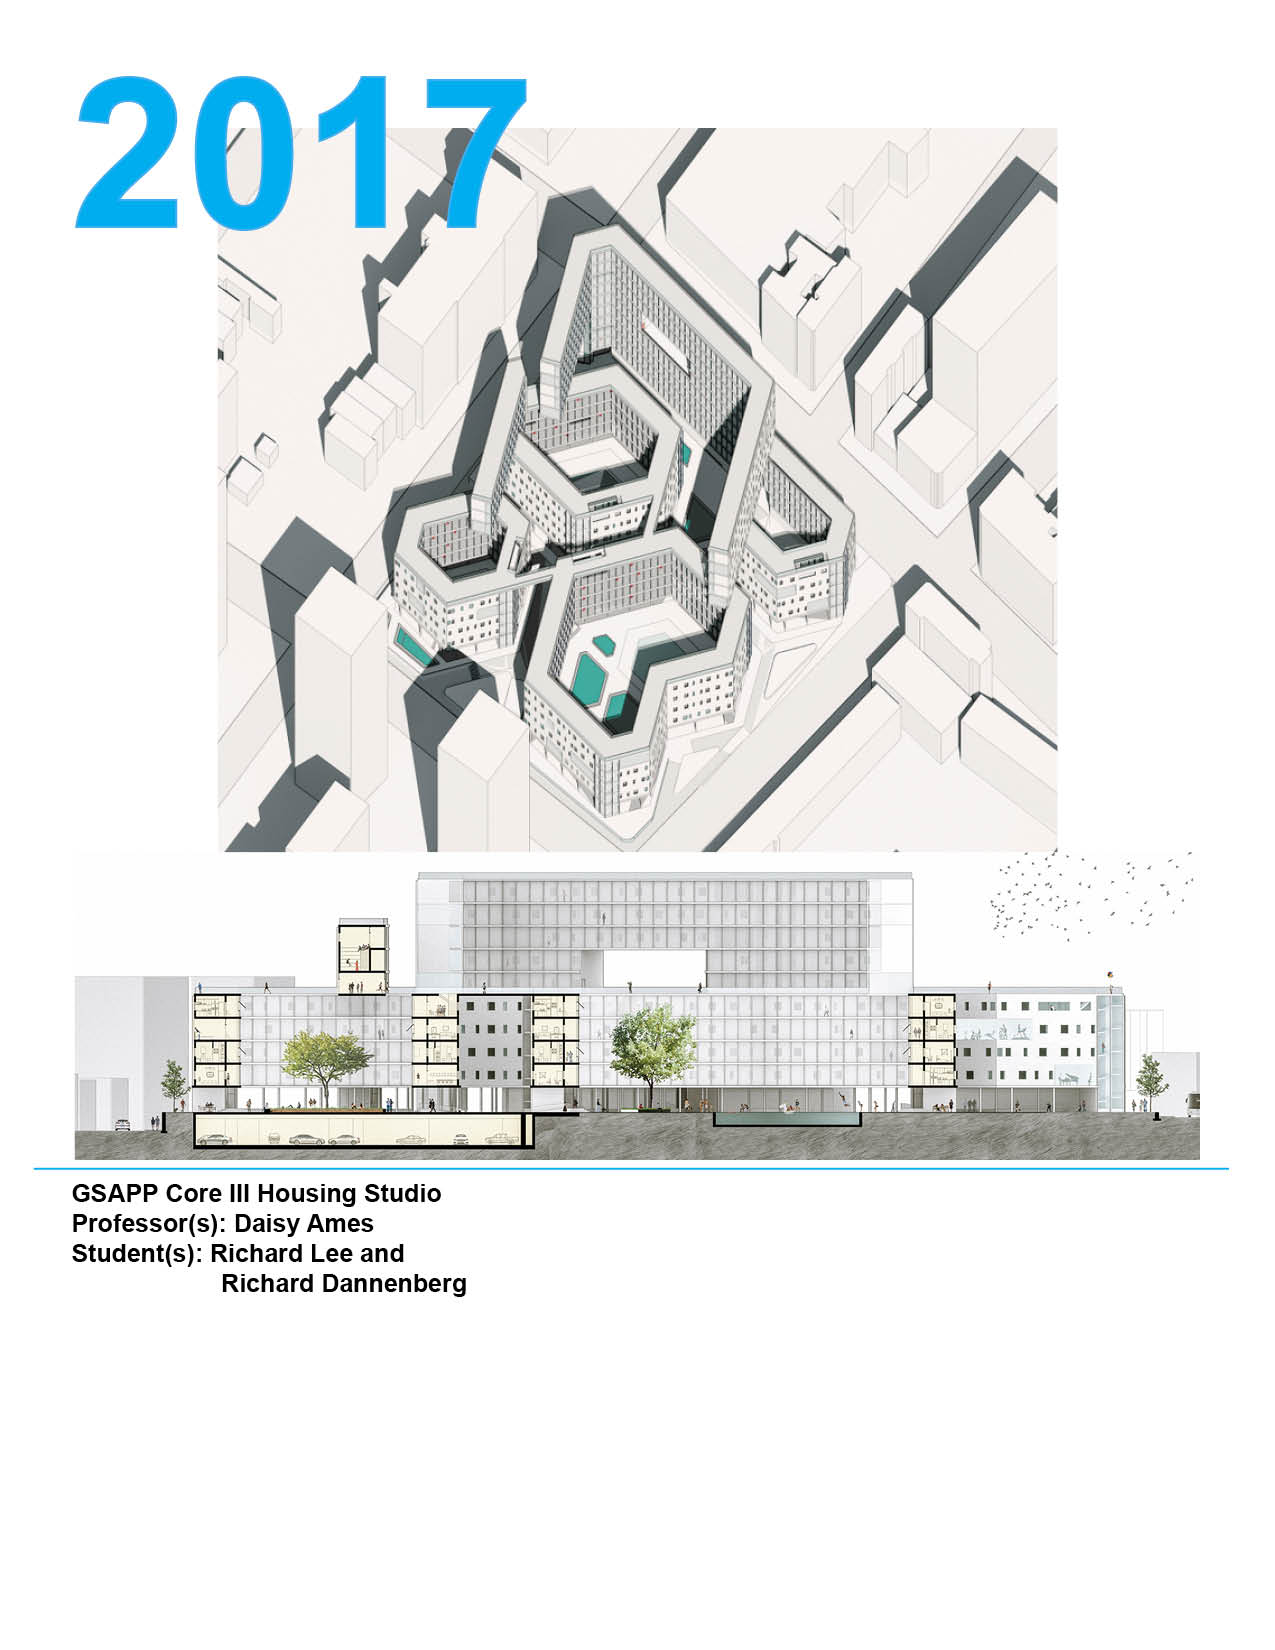 2017
GSAPP Core III Housing Studio
Professor(s): Daisy Ames
Student(s): Richard Lee and
Richard Dannenberg